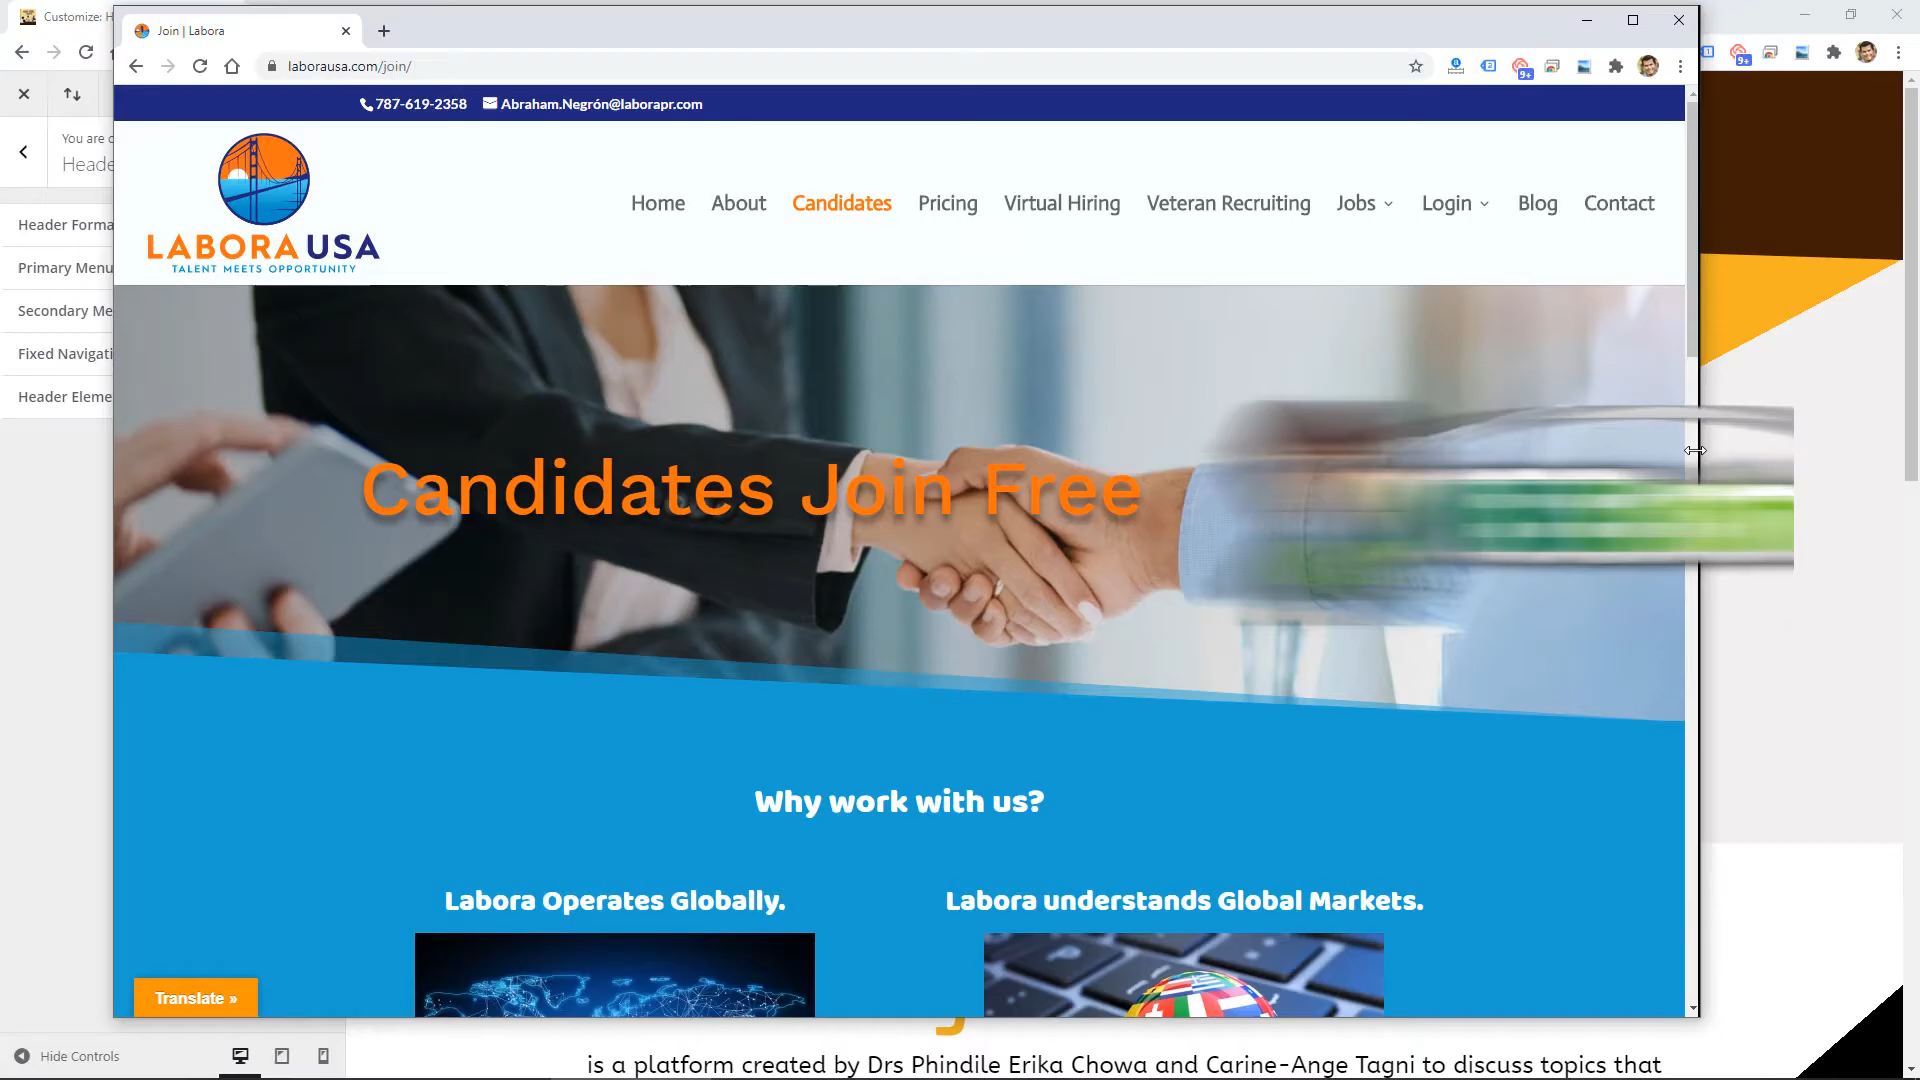 Customize: H
Join | Labora
laborausa.com/join/
9+
9+
787-619-2358
Abraham.Negrón@laborapr.com
You are c
Heade
Header Forma
Primary Menu
Secondary Me
Fixed Navigati
Header Eleme
LABORA USA
TALENT MEETS OPPORTUNITY
Home
About
Candidates
Pricing
Virtual Hiring
Veteran Recruiting
Jobs
Login
Blog
Contact
Candidates Join Free
Why work with us?
Labora Operates Globally.
Labora understands Global Markets.
Translate »
Hide Controls
is a platform created by Drs Phindile Erika Chowa and Carine-Ange Tagni to discuss topics that